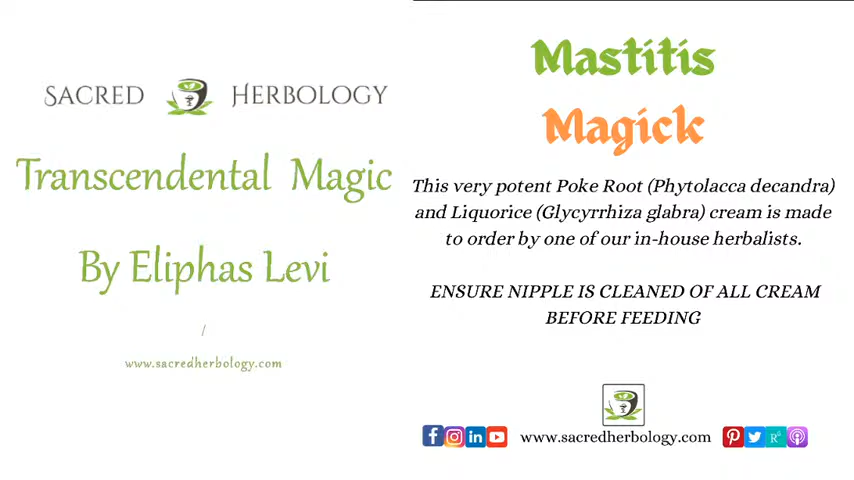 SACRED HERBOLOGY
Transcendental Magic
By Eliphas Levi
/
www.sacredherbology.com
Mastitis
Magick
This very potent Poke Root (Phytolacca decandra)
and Liquorice (Glycyrrhiza glabra) cream is made
to order by one of our in-house herbalists.
ENSURE NIPPLE IS CLEANED OF ALL CREAM
BEFORE FEEDING
www.sacredherbology.com